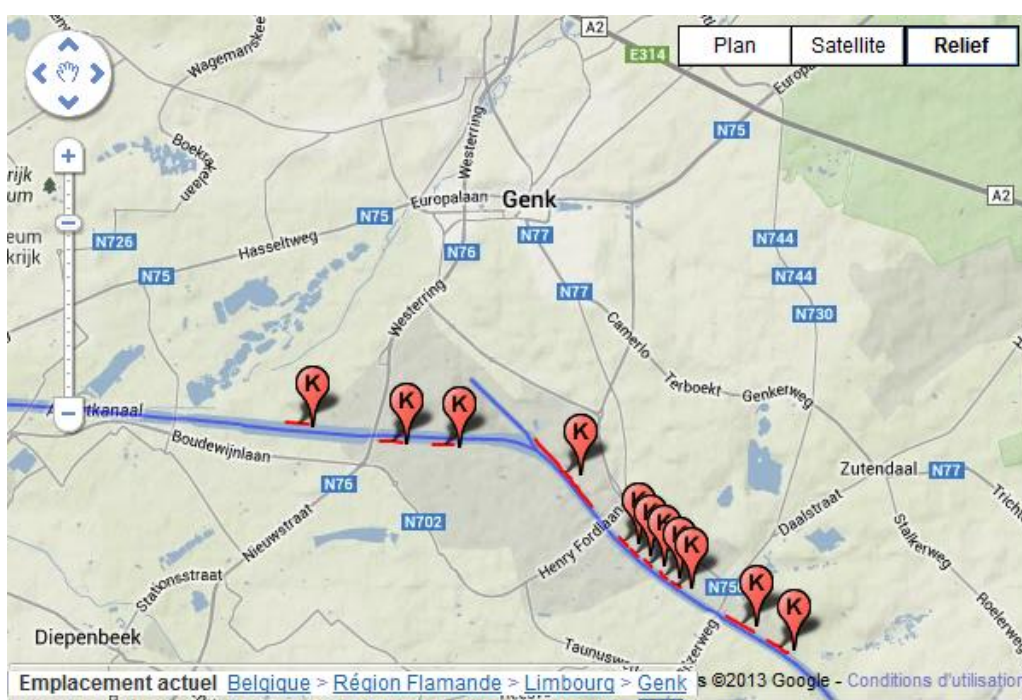 Wagemanskee
A2
E314
Plan
Satellite
Relief
Westerring
N75
+
rijk
um
eum
krijk
Europalaan
Genk
A2
N75
N726
Hasseltweg
N76
N77
N744
N75
N744
N77
N730
Westerring
Camerlo
Terboekt
Genkerweg
K
K
K
K
tkanaal
Boudewijnlaan
N76
Zutendaal
N77
N702
Daalstraat
Nieuwstraat
Henry Fordlaan
Stalkerweg
K
K
K
K
K
Stationsstraat
K
K
Roelerweg
Diepenbeek
Emplacement actuel Belgique > Région Flamande > Limbourg > Genk
s ©2013 Google - Conditions d'utilisation